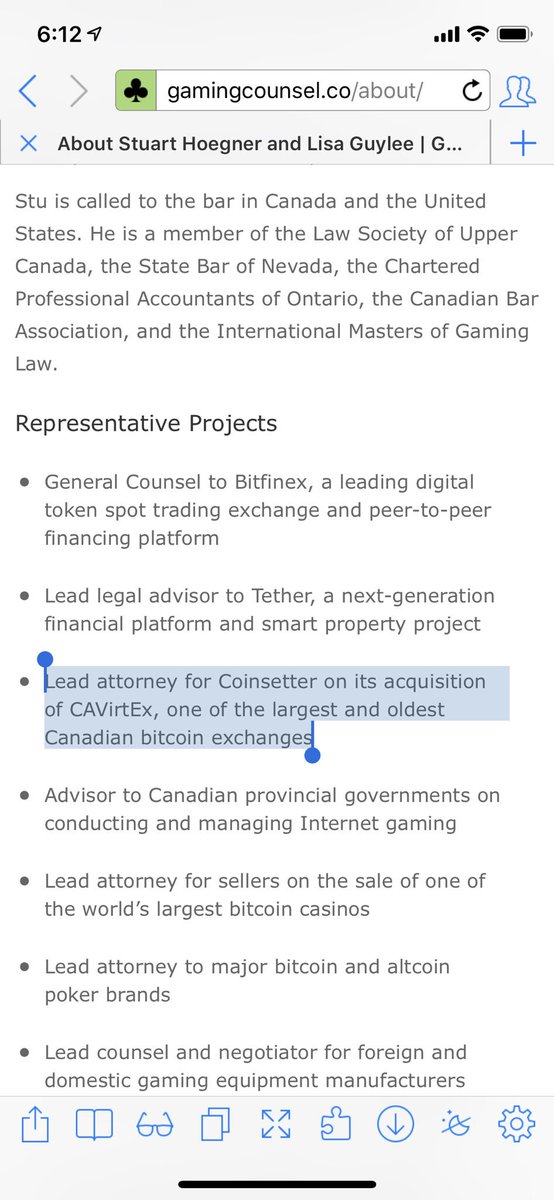 6:12
gamingcounsel.co/about/
About Stuart Hoegner and Lisa Guylee | G...
Stu is called to the bar in Canada and the United
States. He is a member of the Law Society of Upper
Canada, the State Bar of Nevada, the Chartered
Professional Accountants of Ontario, the Canadian Bar
Association, and the International Masters of Gaming
Law.
Representative Projects
• General Counsel to Bitfinex, a leading digital
token spot trading exchange and peer-to-peer
financing platform
• Lead legal advisor to Tether, a next-generation
financial platform and smart property project
• Lead attorney for Coinsetter on its acquisition
of CAVirtEx, one of the largest and oldest
Canadian bitcoin exchanges
• Advisor to Canadian provincial governments on
conducting and managing Internet gaming
• Lead attorney for sellers on the sale of one of
the world’s largest bitcoin casinos
• Lead attorney to major bitcoin and altcoin
poker brands
• Lead counsel and negotiator for foreign and
domestic gaming equipment manufacturers